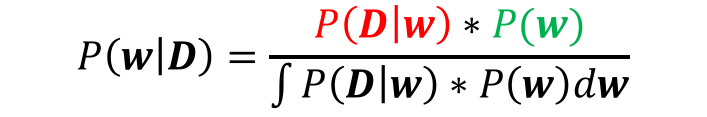 P(w|D) = P(D|w) * P(w)
∫ P(D|w) * P(w)dw